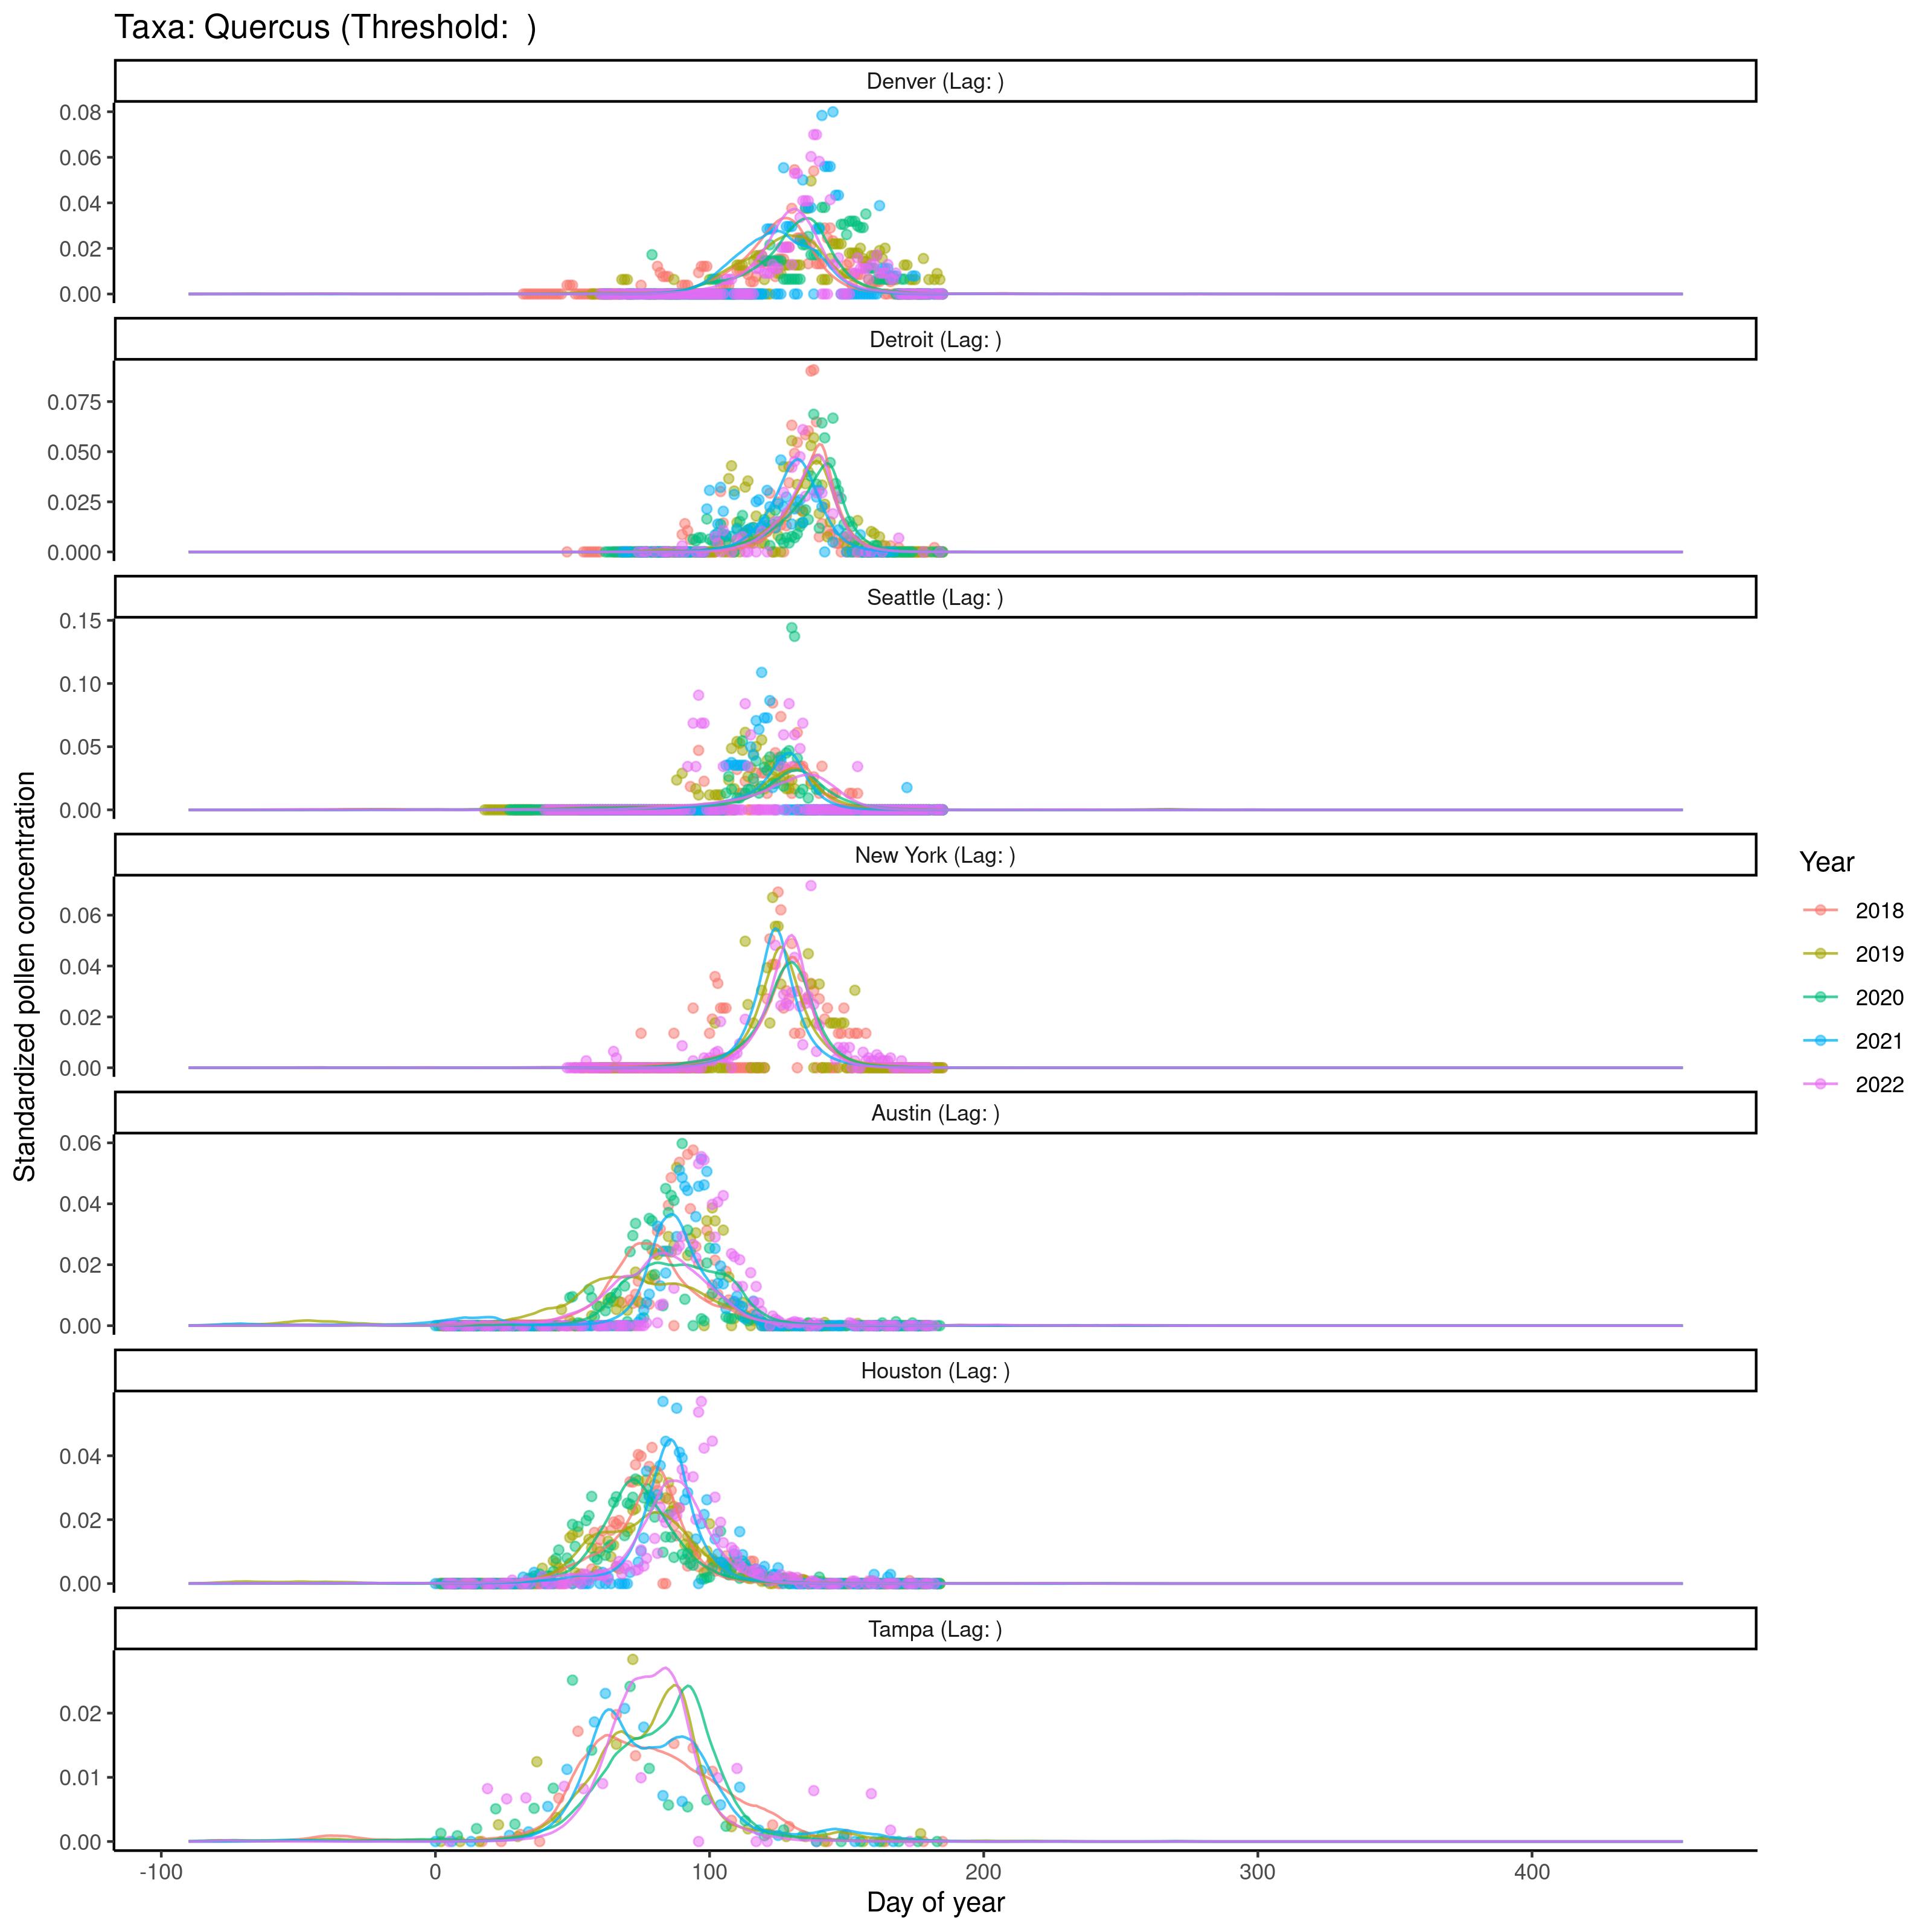 Taxa: Quercus (Threshold:  )
Denver (Lag: )
0.08
0.06
0.04
0.02
0.00
Detroit (Lag: )
0.075
0.050
0.025
0.000
Seattle (Lag: )
0.15
0.10
0.05
0.00
New York (Lag: )
0.06
0.04
0.02
0.00
Austin (Lag: )
0.06
0.04
0.02
0.00
Houston (Lag: )
0.04
0.02
0.00
Tampa (Lag: )
0.02
0.01
0.00
-100 0 100 200 300 400
Day of year
Standardized pollen concentration
Year
2018
2019
2020
2021
2022